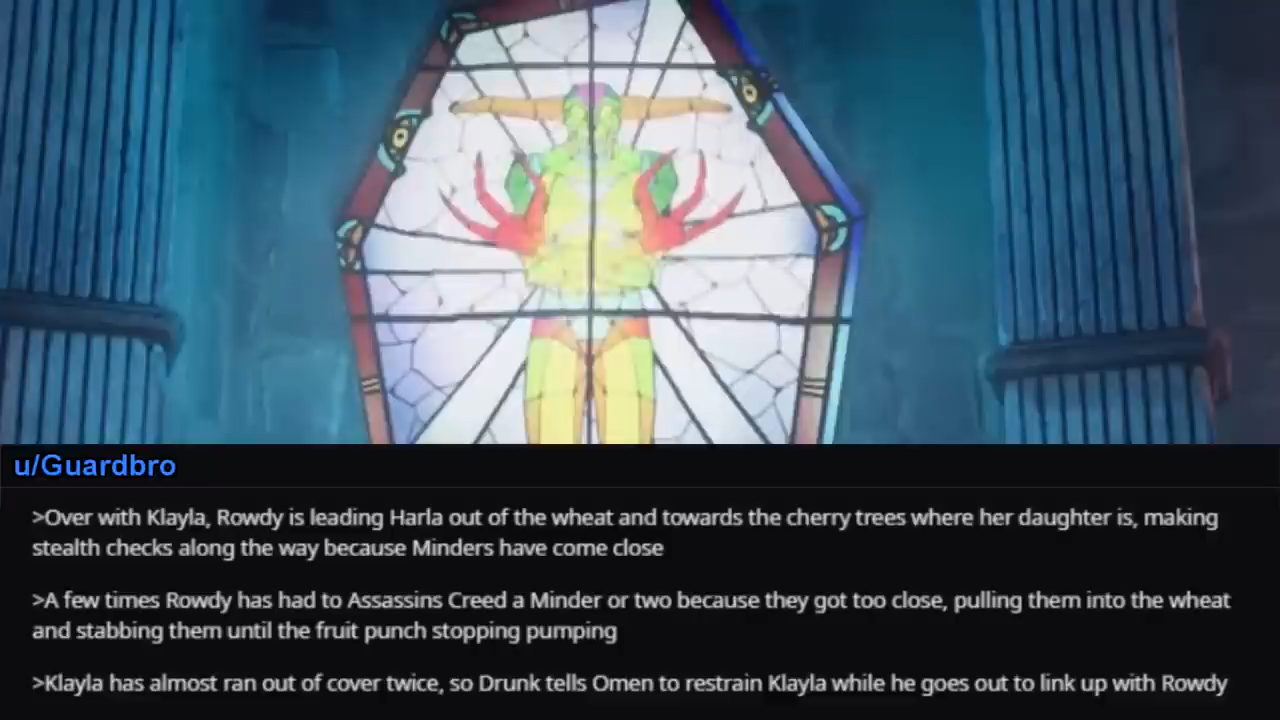 u/Guardbro
>Over with Klayla, Rowdy is leading Harla out of the wheat and towards the cherry trees where her daughter is, making
stealth checks along the way because Minders have come close
>A few times Rowdy has had to Assassins Creed a Minder or two because they got too close, pulling them into the wheat
and stabbing them until the fruit punch stopping pumping
>Klayla has almost ran out of cover twice, so Drunk tells Omen to restrain Klayla while he goes out to link up with Rowdy